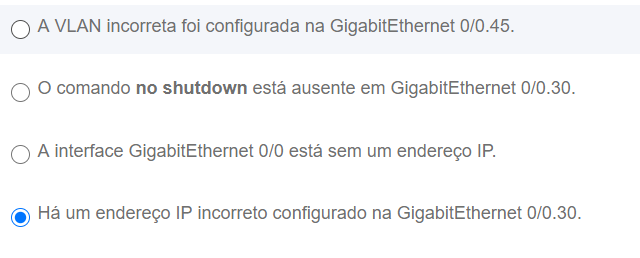 A VLAN incorreta foi configurada na GigabitEthernet 0/0.45.
O comando no shutdown está ausente em GigabitEthernet 0/0.30.
A interface GigabitEthernet 0/0 está sem um endereço IP.
Há um endereço IP incorreto configurado na GigabitEthernet 0/0.30.